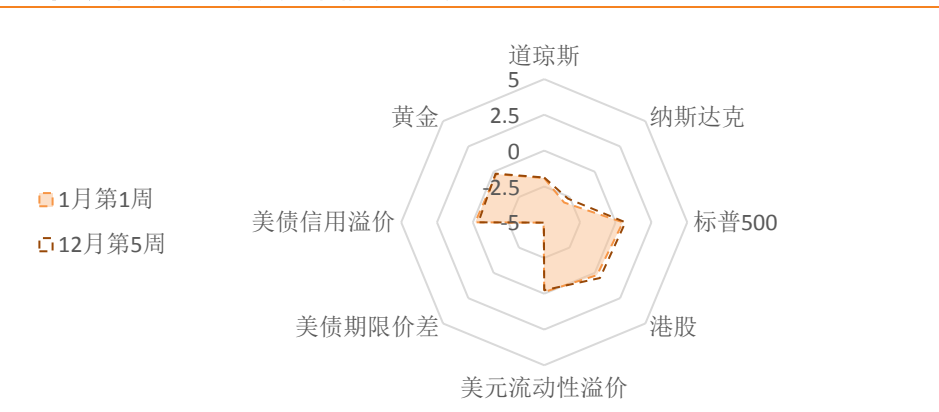 道琼斯
5
黄金
2.5
纳斯达克
0
1月第1周
-2.5
美债信用溢价
-5
标普500
12月第5周
美债期限价差
港股
美元流动性溢价